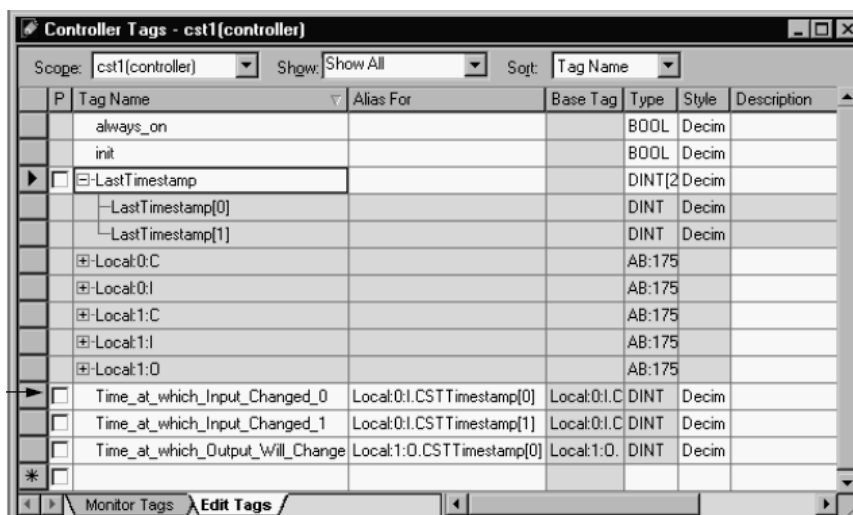 Controller Tags - cst1(controller)
Scope: cst1(controller) Show: Show All Sort: Tag Name
P Tag Name Alias For Base Tag Type Style Description
always_on BOOL Decim
init BOOL Decim
LastTimestamp DINT[2 Decim
LastTimestamp[0] DINT Decim
LastTimestamp[1] DINT Decim
Local:0:C AB:175
Local:0:I AB:175
Local:1:C AB:175
Local:1:I AB:175
Local:1:O AB:175
Time_at_which_Input_Changed_0 Local:0:I.CSTTimestamp[0] Local:0:I.C DINT Decim
Time_at_which_Input_Changed_1 Local:0:I.CSTTimestamp[1] Local:0:I.C DINT Decim
Time_at_which_Output_Will_Change Local:1:O.CSTTimestamp[0] Local:1:O. DINT Decim
Monitor Tags Edit Tags